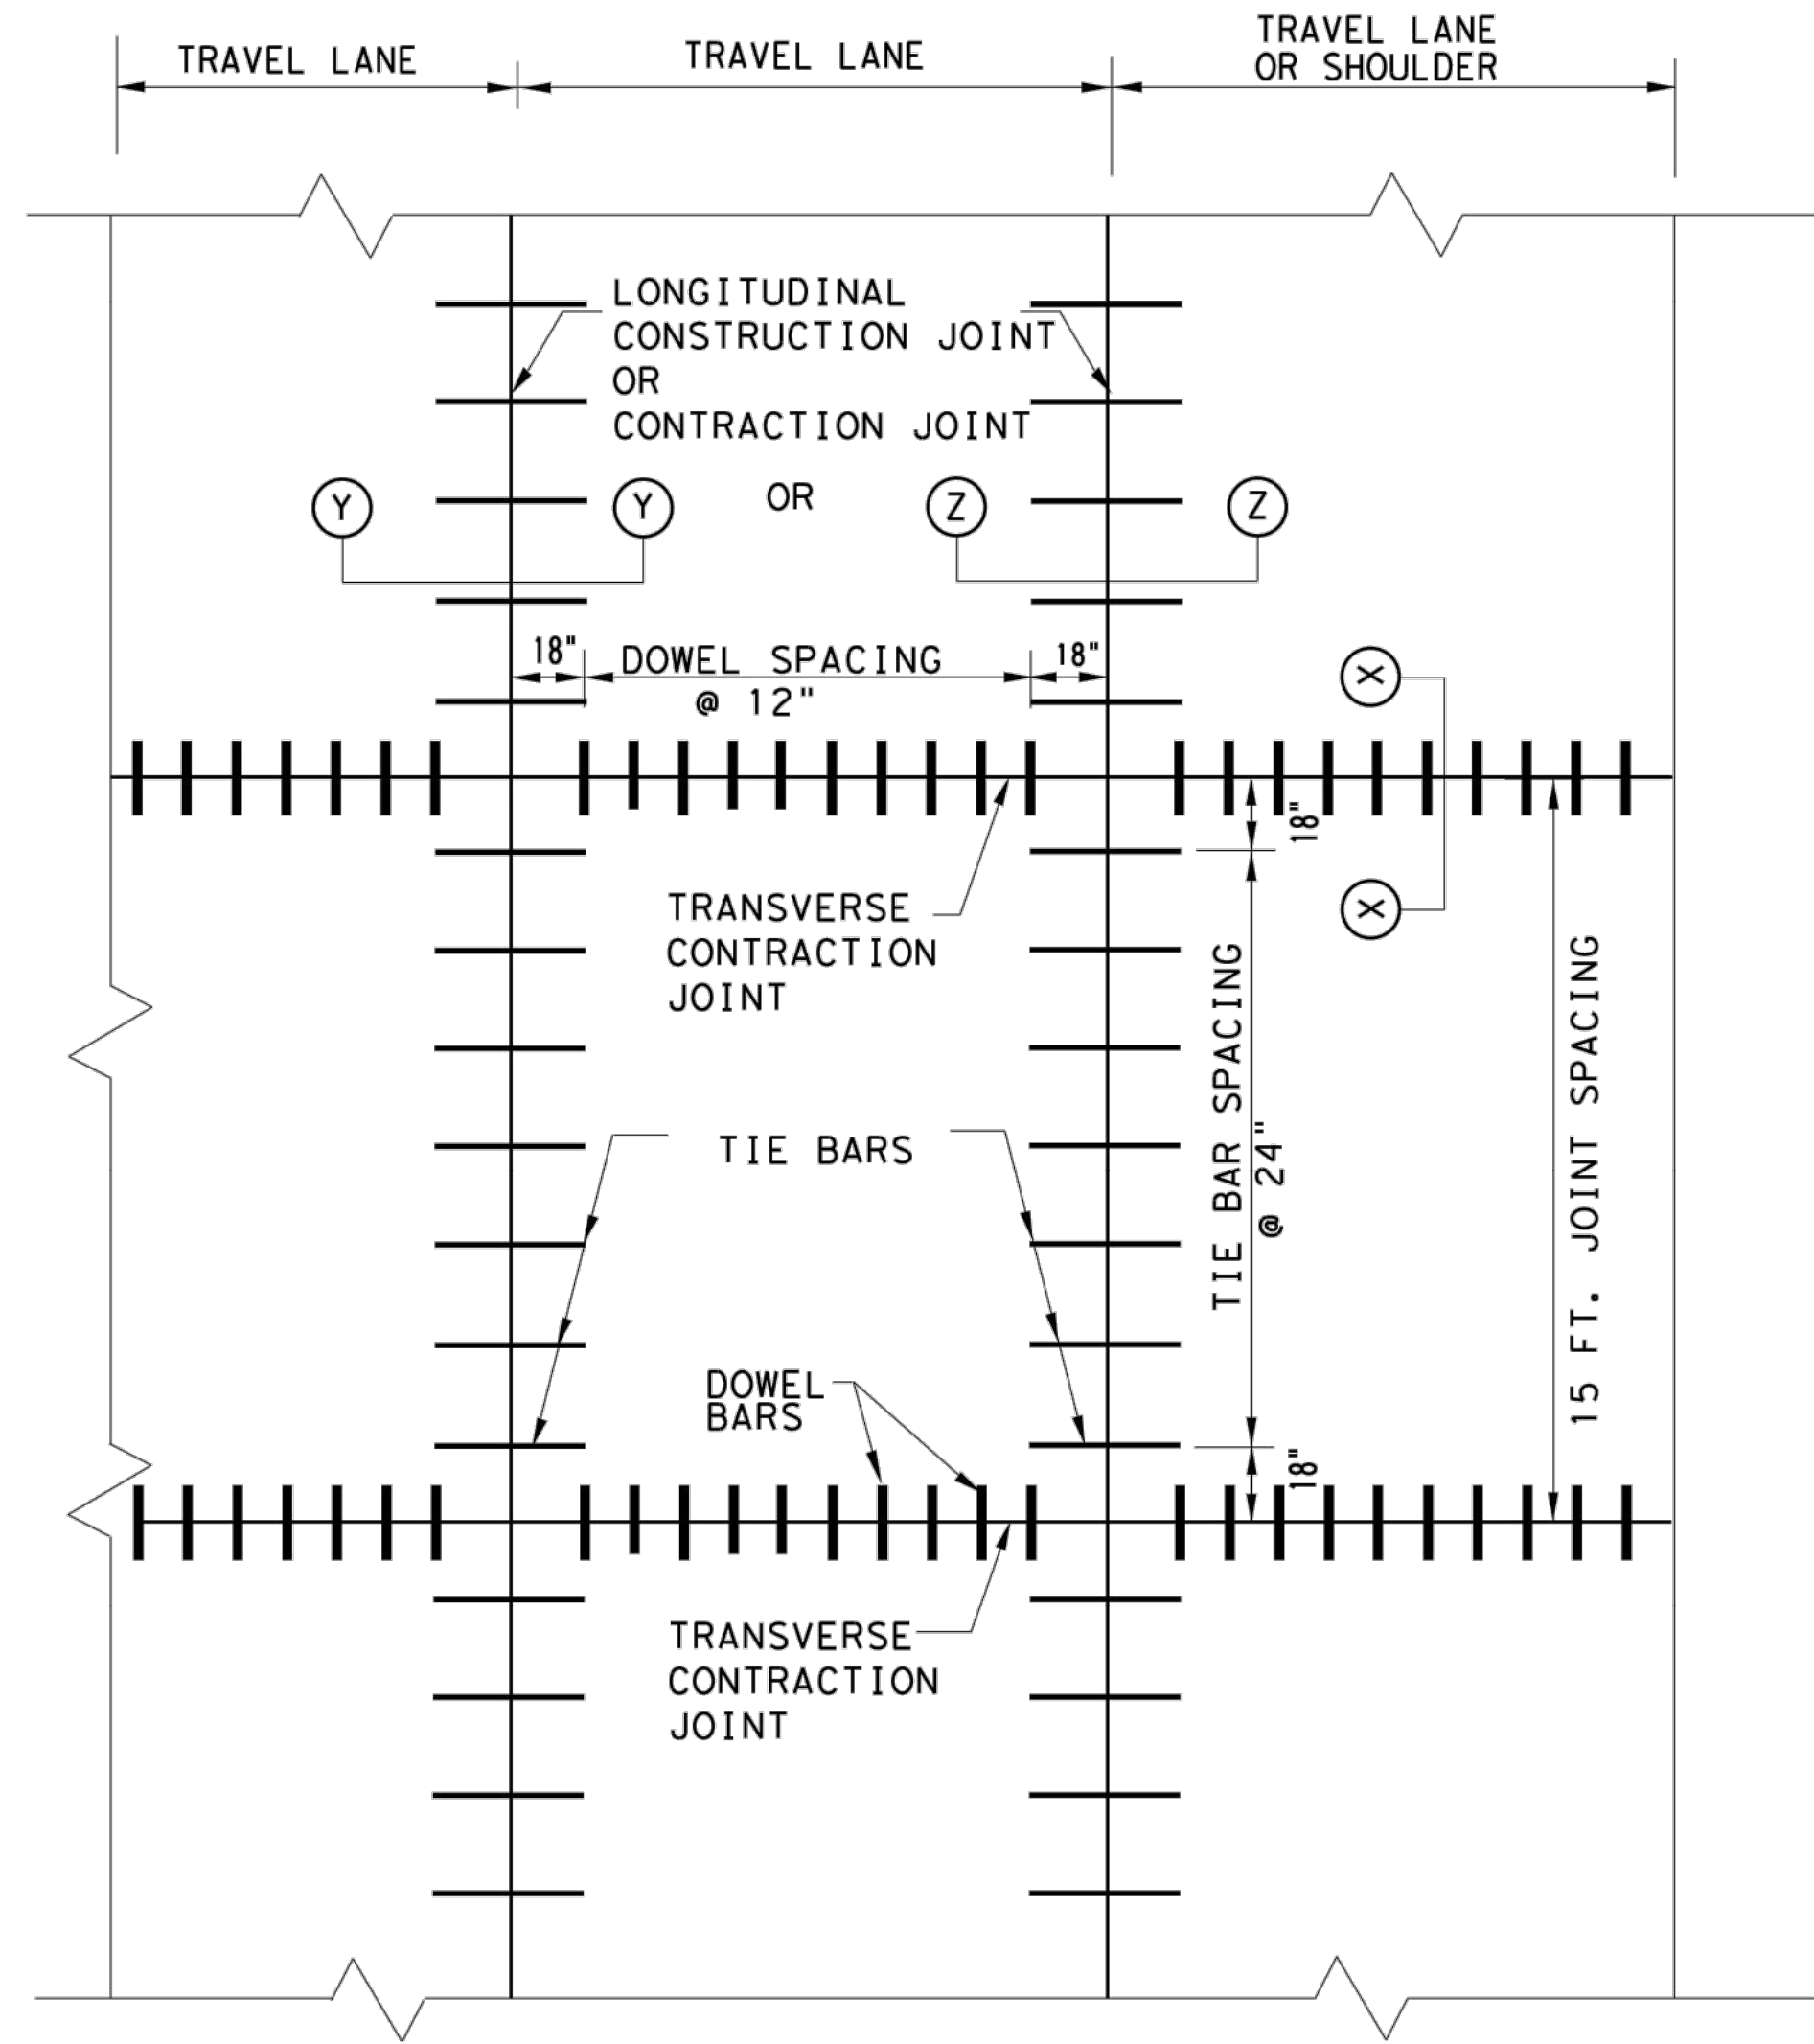 TRAVEL LANE
TRAVEL LANE
TRAVEL LANE
OR SHOULDER
LONGITUDINAL
CONSTRUCTION JOINT
OR
CONTRACTION JOINT
Y
Y
OR
Z
Z
18"
DOWEL SPACING
@ 12"
18"
X
X
18"
TRANSVERSE
CONTRACTION
JOINT
TIE BAR SPACING
@ 24"
15 FT. JOINT SPACING
TIE BARS
DOWEL
BARS
18"
TRANSVERSE
CONTRACTION
JOINT